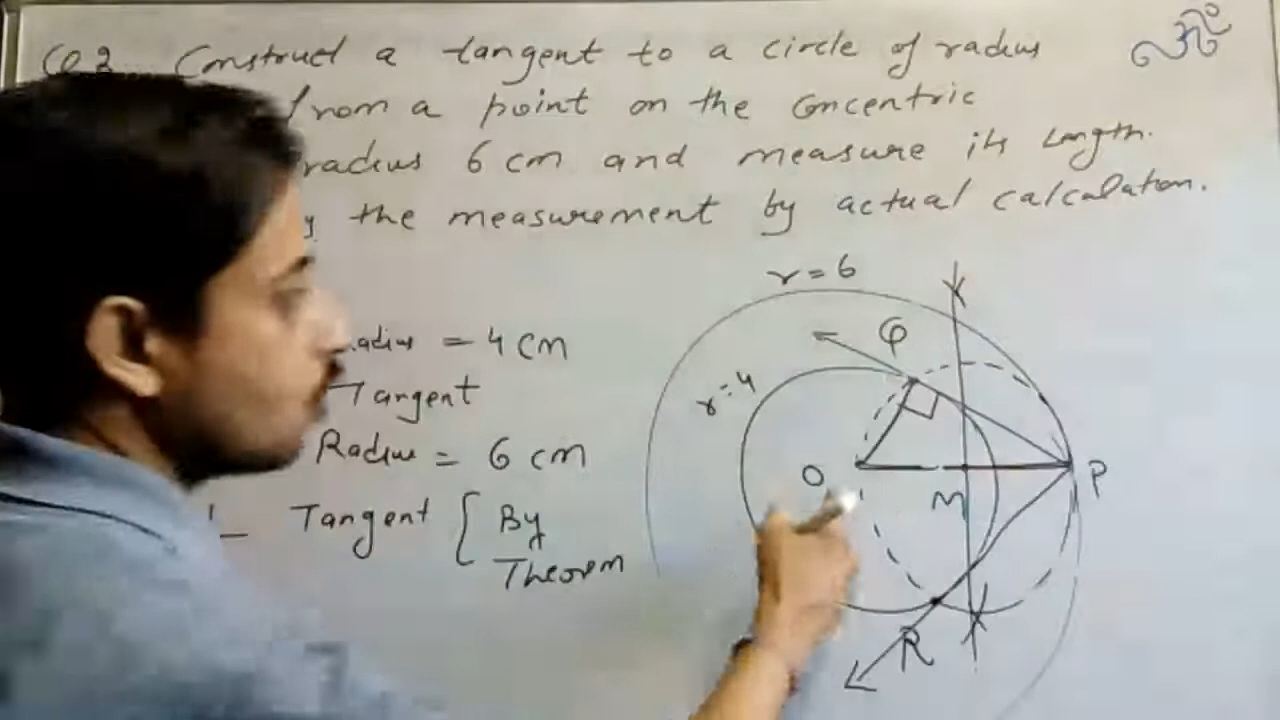 Q2. Construct a tangent to a circle of radius
from a point on the concentric
radius 6 cm and measure its length.
the measurement by actual calculation.
ॐ
r = 6
Radius = 4 cm
Tangent
Radius = 6 cm
⊥ Tangent { By
Theorem
r = 4
Q
O
M
P
R